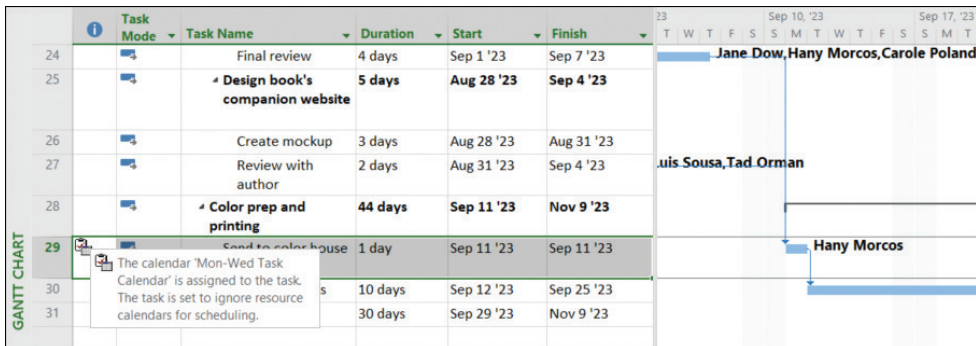 Task Mode Task Name Duration Start Finish
23 Sep 10, '23 Sep 17, '23
T W T F S S M T W T F S S M T
24 Final review 4 days Sep 1 '23 Sep 7 '23
Jane Dow,Hany Morcos,Carole Poland
25 Design book's companion website 5 days Aug 28 '23 Sep 4 '23
26 Create mockup 3 days Aug 28 '23 Aug 31 '23
27 Review with author 2 days Aug 31 '23 Sep 4 '23
uis Sousa,Tad Orman
28 Color prep and printing 44 days Sep 11 '23 Nov 9 '23
29 Send to color house 1 day Sep 11 '23 Sep 11 '23
Hany Morcos
The calendar 'Mon-Wed Task
Calendar' is assigned to the task.
The task is set to ignore resource
calendars for scheduling.
30 s 10 days Sep 12 '23 Sep 25 '23
31 30 days Sep 29 '23 Nov 9 '23
GANTT CHART